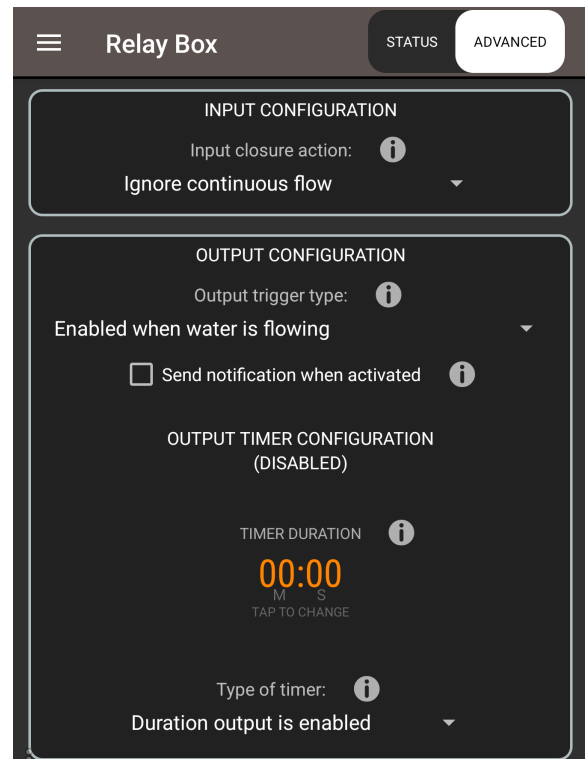 Relay Box
STATUS
ADVANCED
INPUT CONFIGURATION
Input closure action:
Ignore continuous flow
OUTPUT CONFIGURATION
Output trigger type:
Enabled when water is flowing
Send notification when activated
OUTPUT TIMER CONFIGURATION
(DISABLED)
TIMER DURATION
00:00
M S
TAP TO CHANGE
Type of timer:
Duration output is enabled